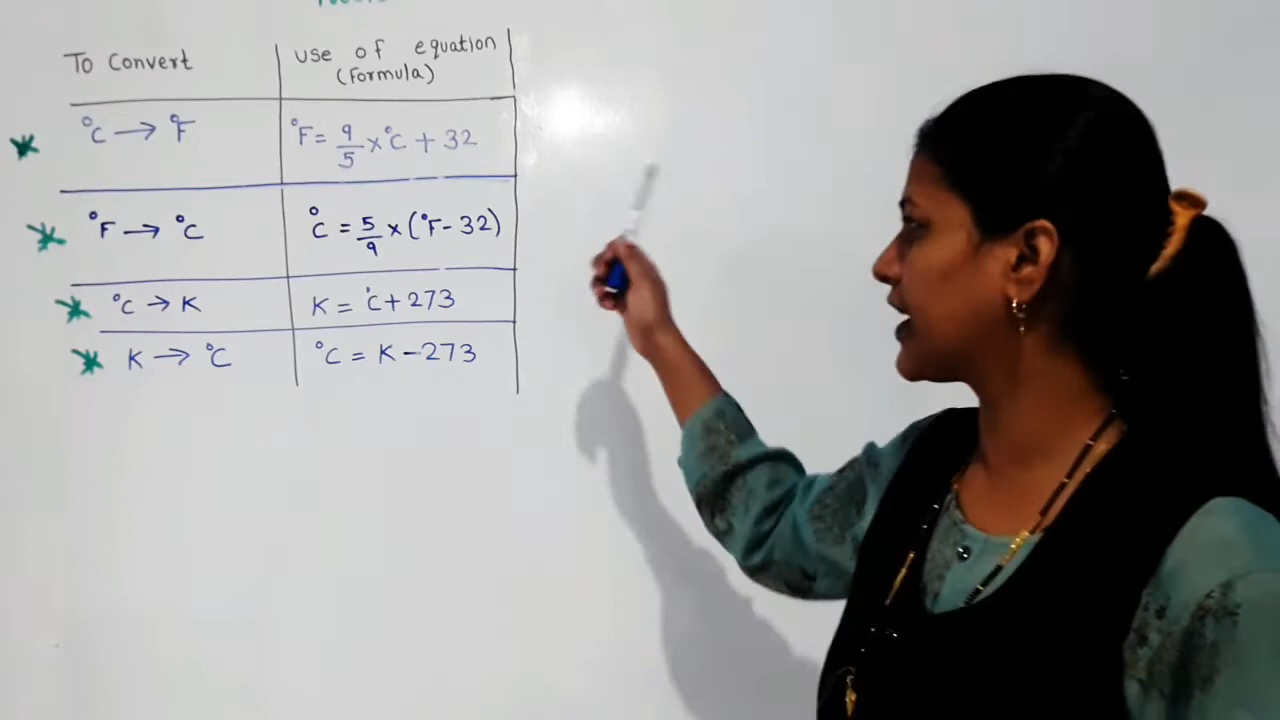 To Convert
use of equation
(Formula)
°C → °F
°F = 9/5 × °C + 32
°F → °C
°C = 5/9 × (°F - 32)
°C → K
K = °C + 273
K → °C
°C = K - 273